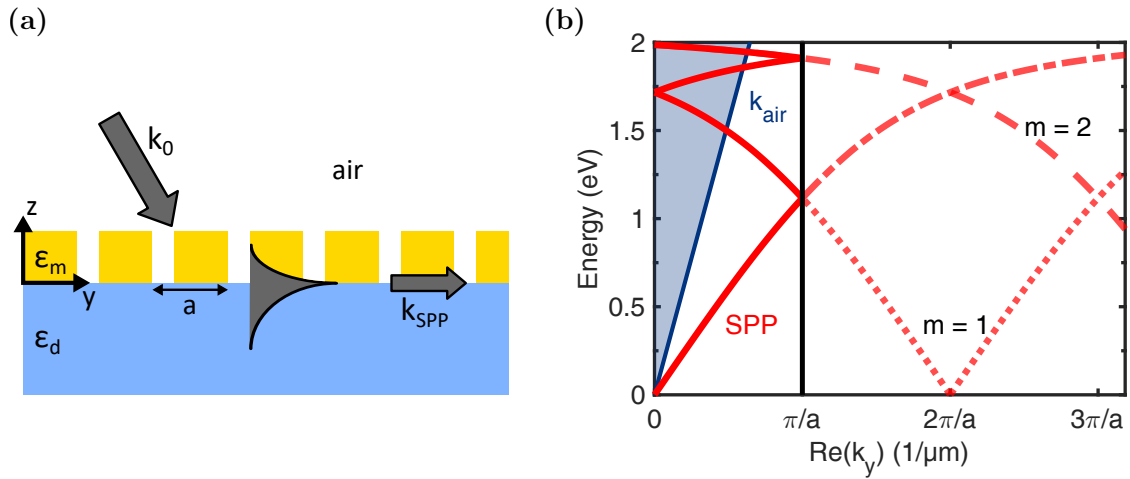 (a)
k0
air
z
εm
y
a
kSPP
εd
(b)
2
1.5
1
0.5
0
Energy (eV)
kair
m = 2
SPP
m = 1
0
π/a
2π/a
3π/a
Re(ky) (1/µm)